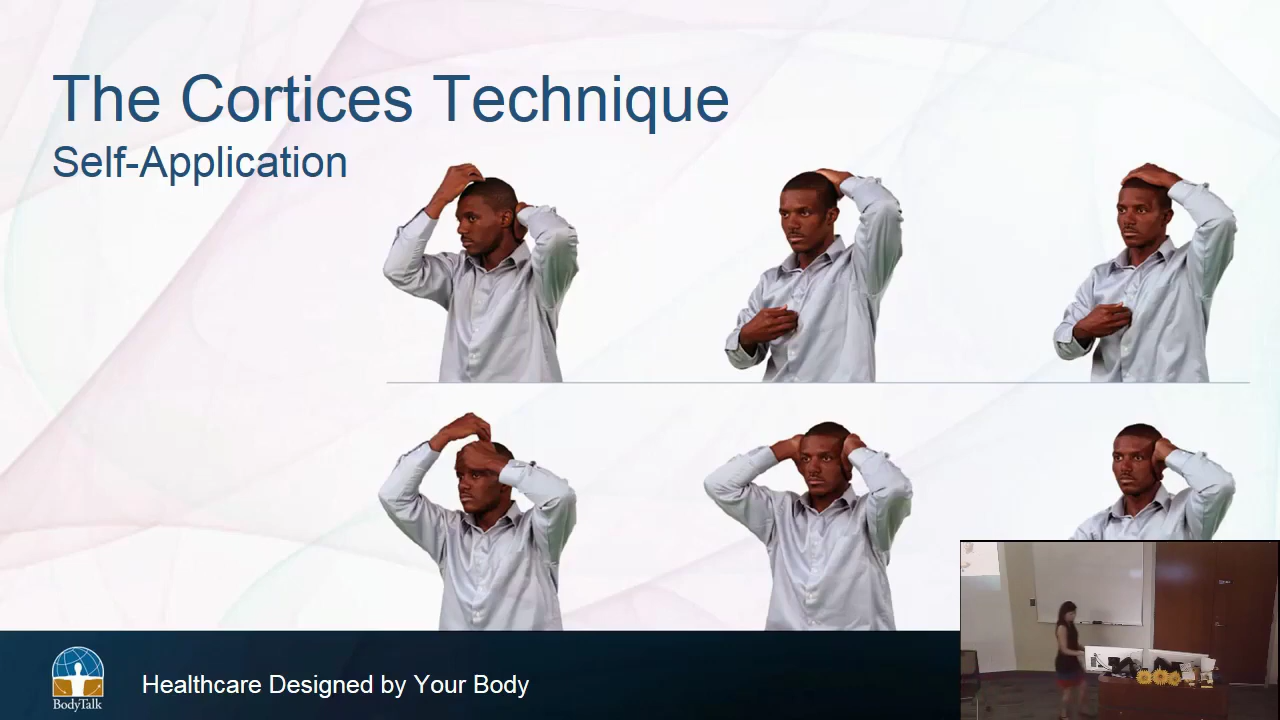 The Cortices Technique
Self-Application
BodyTalk
Healthcare Designed by Your Body